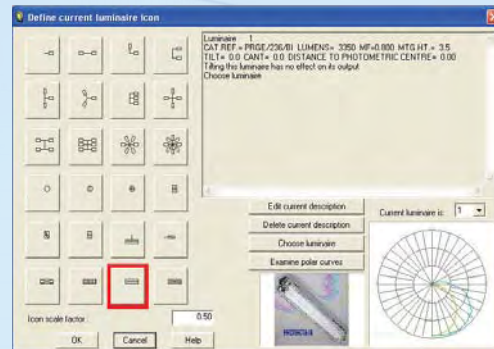 Define current luminaire icon
Luminaire 1
CAT.REF.= PRGE/236/BI LUMENS= 3350 MF=0.800 MTG HT.= 3.5
TILT= 0.0 CANT= 0.0 DISTANCE TO PHOTOMETRIC CENTRE= 0.00
Tilting this luminaire has no effect on its output
Choose luminaire
Edit current description
Delete current description
Choose luminaire
Examine polar curves
Current luminaire is: 1
Icon scale factor: 0.50
OK Cancel Help